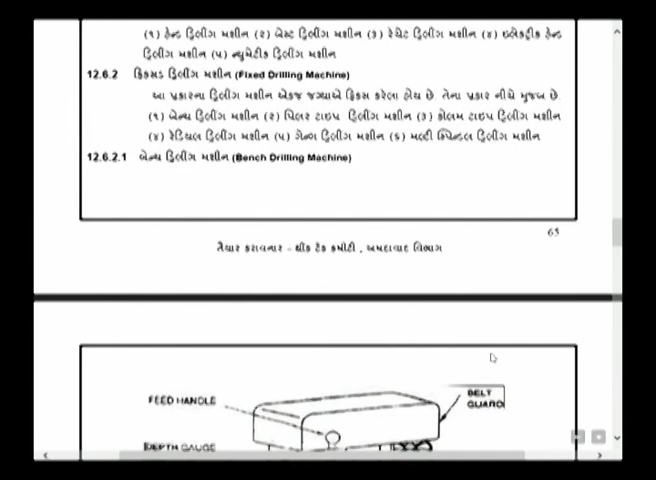 (૧) હેન્ડ ડ્રિલીંગ મશીન (૨) બ્રેસ્ટ ડ્રિલીંગ મશીન (૩) રેચેટ ડ્રિલીંગ મશીન (૪) ઇલેક્ટ્રીક હેન્ડ
ડ્રિલીંગ મશીન (૫) ન્યુમેટીક ડ્રિલીંગ મશીન
12.6.2 ફિક્સડ ડ્રિલીંગ મશીન (Fixed Drilling Machine)
આ પ્રકારના ડ્રિલીંગ મશીન એકજ જગ્યાએ ફિક્સ કરેલા હોય છે. તેના પ્રકાર નીચે મુજબ છે.
(૧) બેન્ચ ડ્રિલીંગ મશીન (૨) પિલર ટાઇપ ડ્રિલીંગ મશીન (૩) કોલમ ટાઇપ ડ્રિલીંગ મશીન
(૪) રેડિયલ ડ્રિલીંગ મશીન (૫) ગેન્ગ ડ્રિલીંગ મશીન (૬) મલ્ટી સ્પિન્ડલ ડ્રિલીંગ મશીન
12.6.2.1 બેન્ચ ડ્રિલીંગ મશીન (Bench Drilling Machine)
65
તૈયાર કરાવનાર - થીક ટેક કમીટી , અમદાવાદ વિભાગ
FEED HANDLE
BELT
GUARD
DEPTH GAUGE